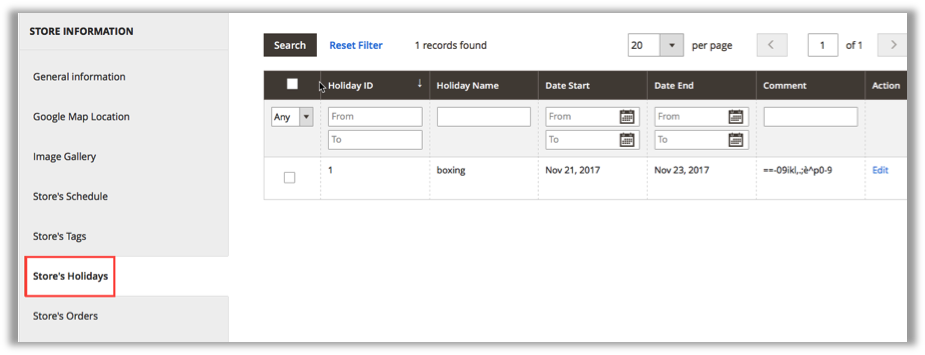 STORE INFORMATION
General information
Google Map Location
Image Gallery
Store's Schedule
Store's Tags
Store's Holidays
Store's Orders
Search Reset Filter 1 records found 20 per page 1 of 1
Holiday ID ↓ Holiday Name Date Start Date End Comment Action
Any From From From
To To To
1 boxing Nov 21, 2017 Nov 23, 2017 ==-09ikl,.;è^p0-9 Edit